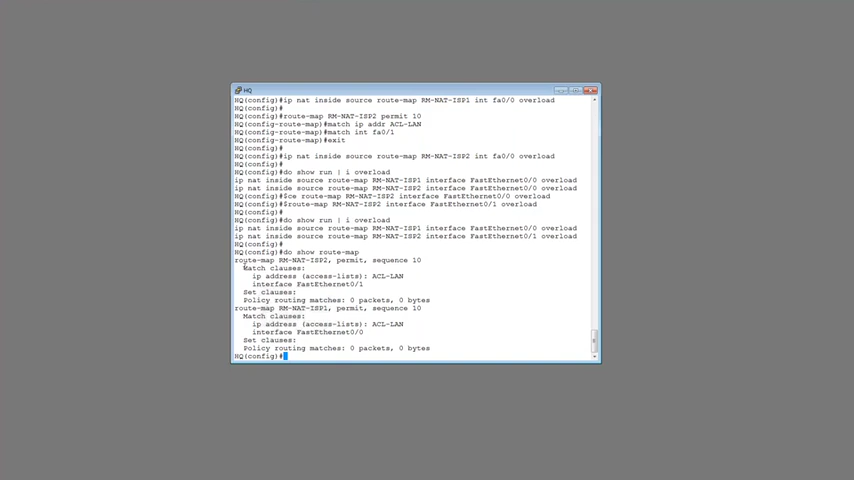 HQ
HQ(config)#ip nat inside source route-map RM-NAT-ISP1 int fa0/0 overload
HQ(config)#
HQ(config)#route-map RM-NAT-ISP2 permit 10
HQ(config-route-map)#match ip addr ACL-LAN
HQ(config-route-map)#match int fa0/1
HQ(config-route-map)#exit
HQ(config)#
HQ(config)#ip nat inside source route-map RM-NAT-ISP2 int fa0/0 overload
HQ(config)#
HQ(config)#do show run | i overload
ip nat inside source route-map RM-NAT-ISP1 interface FastEthernet0/0 overload
ip nat inside source route-map RM-NAT-ISP2 interface FastEthernet0/0 overload
HQ(config)#$ce route-map RM-NAT-ISP2 interface FastEthernet0/0 overload
HQ(config)#$route-map RM-NAT-ISP2 interface FastEthernet0/1 overload
HQ(config)#
HQ(config)#do show run | i overload
ip nat inside source route-map RM-NAT-ISP1 interface FastEthernet0/0 overload
ip nat inside source route-map RM-NAT-ISP2 interface FastEthernet0/1 overload
HQ(config)#
HQ(config)#do show route-map
route-map RM-NAT-ISP2, permit, sequence 10
Match clauses:
ip address (access-lists): ACL-LAN
interface FastEthernet0/1
Set clauses:
Policy routing matches: 0 packets, 0 bytes
route-map RM-NAT-ISP1, permit, sequence 10
Match clauses:
ip address (access-lists): ACL-LAN
interface FastEthernet0/0
Set clauses:
Policy routing matches: 0 packets, 0 bytes
HQ(config)#